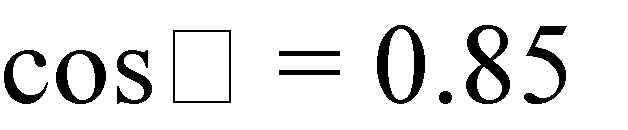 cos□ = 0.85